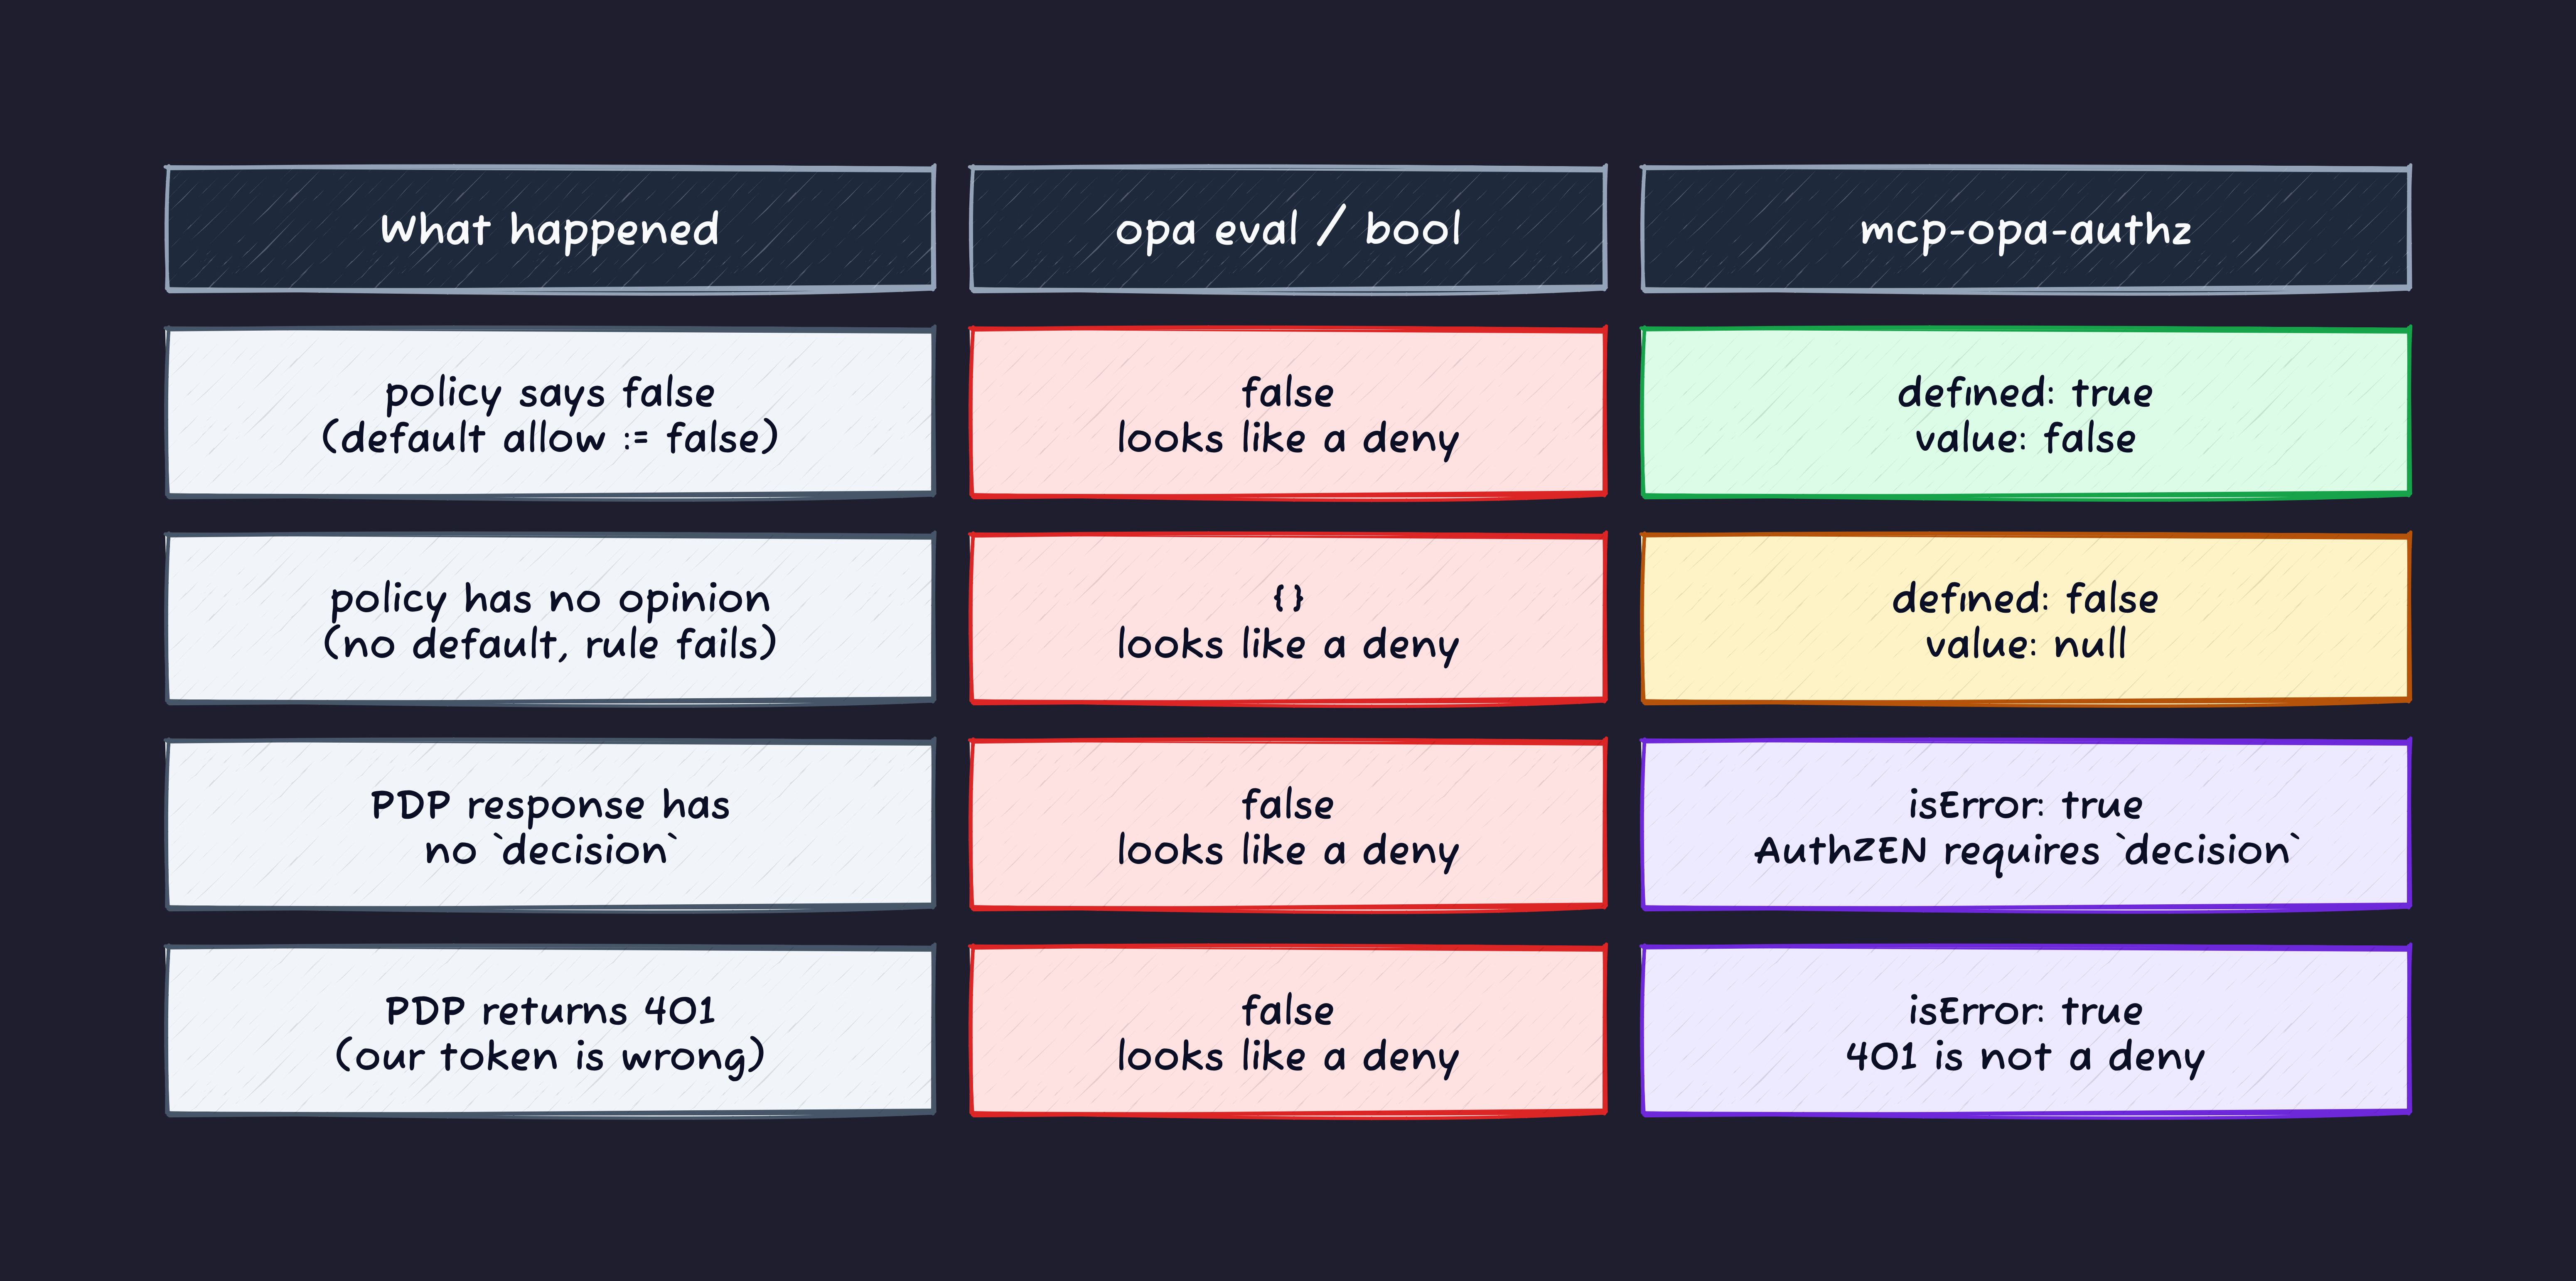 What happened
opa eval / bool
mcp-opa-authz
policy says false
(default allow := false)
false
looks like a deny
defined: true
value: false
policy has no opinion
(no default, rule fails)
{}
looks like a deny
defined: false
value: null
PDP response has
no `decision`
false
looks like a deny
isError: true
AuthZEN requires `decision`
PDP returns 401
(our token is wrong)
false
looks like a deny
isError: true
401 is not a deny